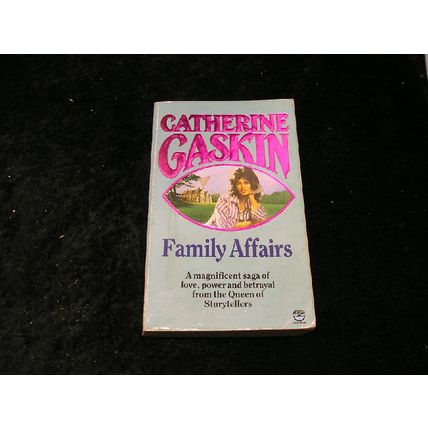 CATHERINE
GASKIN
Family Affairs
A magnificent saga of
love, power and betrayal
from the Queen of
Storytellers